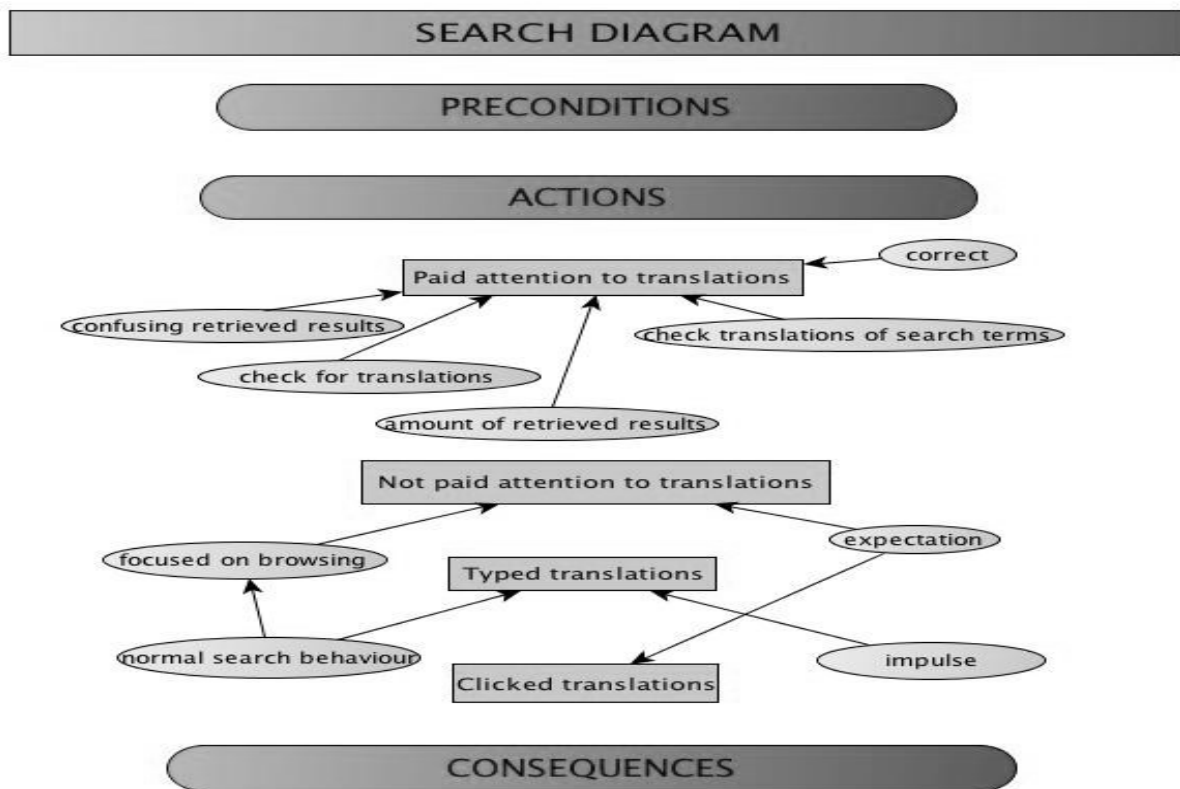 SEARCH DIAGRAM
PRECONDITIONS
ACTIONS
correct
Paid attention to translations
confusing retrieved results
check translations of search terms
check for translations
amount of retrieved results
Not paid attention to translations
expectation
focused on browsing
Typed translations
normal search behaviour
impulse
Clicked translations
CONSEQUENCES